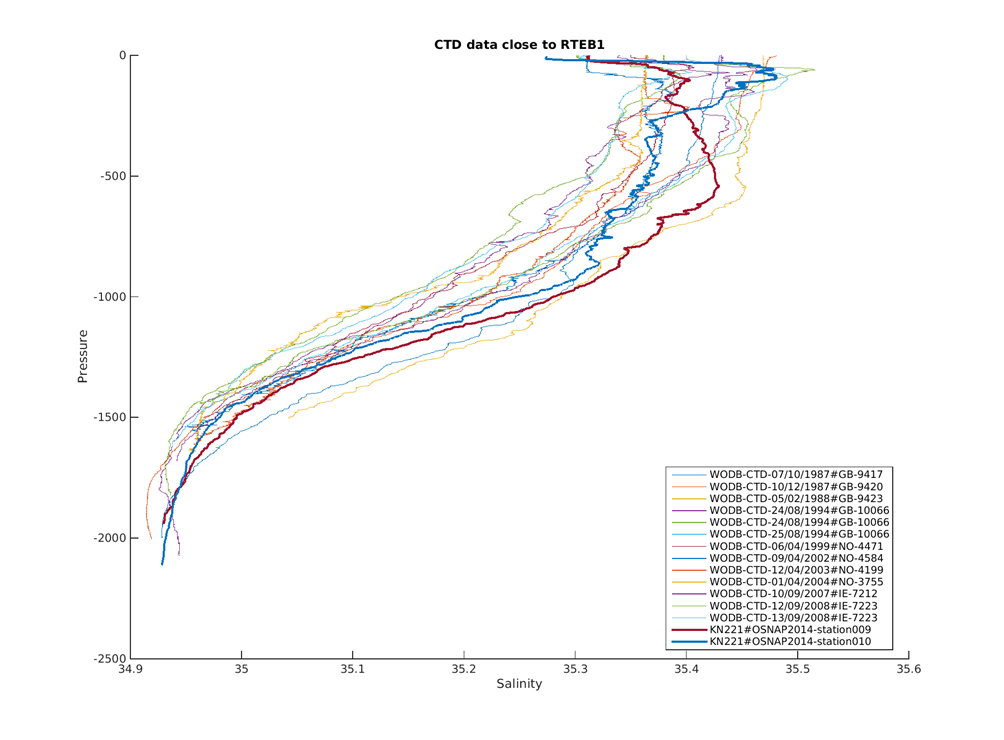 CTD data close to RTEB1
0
-500
-1000
-1500
-2000
-2500
Pressure
34.9
35
35.1
35.2
35.3
35.4
35.5
35.6
Salinity
WODB-CTD-07/10/1987#GB-9417
WODB-CTD-10/12/1987#GB-9420
WODB-CTD-05/02/1988#GB-9423
WODB-CTD-24/08/1994#GB-10066
WODB-CTD-24/08/1994#GB-10066
WODB-CTD-25/08/1994#GB-10066
WODB-CTD-06/04/1999#NO-4471
WODB-CTD-09/04/2002#NO-4584
WODB-CTD-12/04/2003#NO-4199
WODB-CTD-01/04/2004#NO-3755
WODB-CTD-10/09/2007#IE-7212
WODB-CTD-12/09/2008#IE-7223
WODB-CTD-13/09/2008#IE-7223
KN221#OSNAP2014-station009
KN221#OSNAP2014-station010